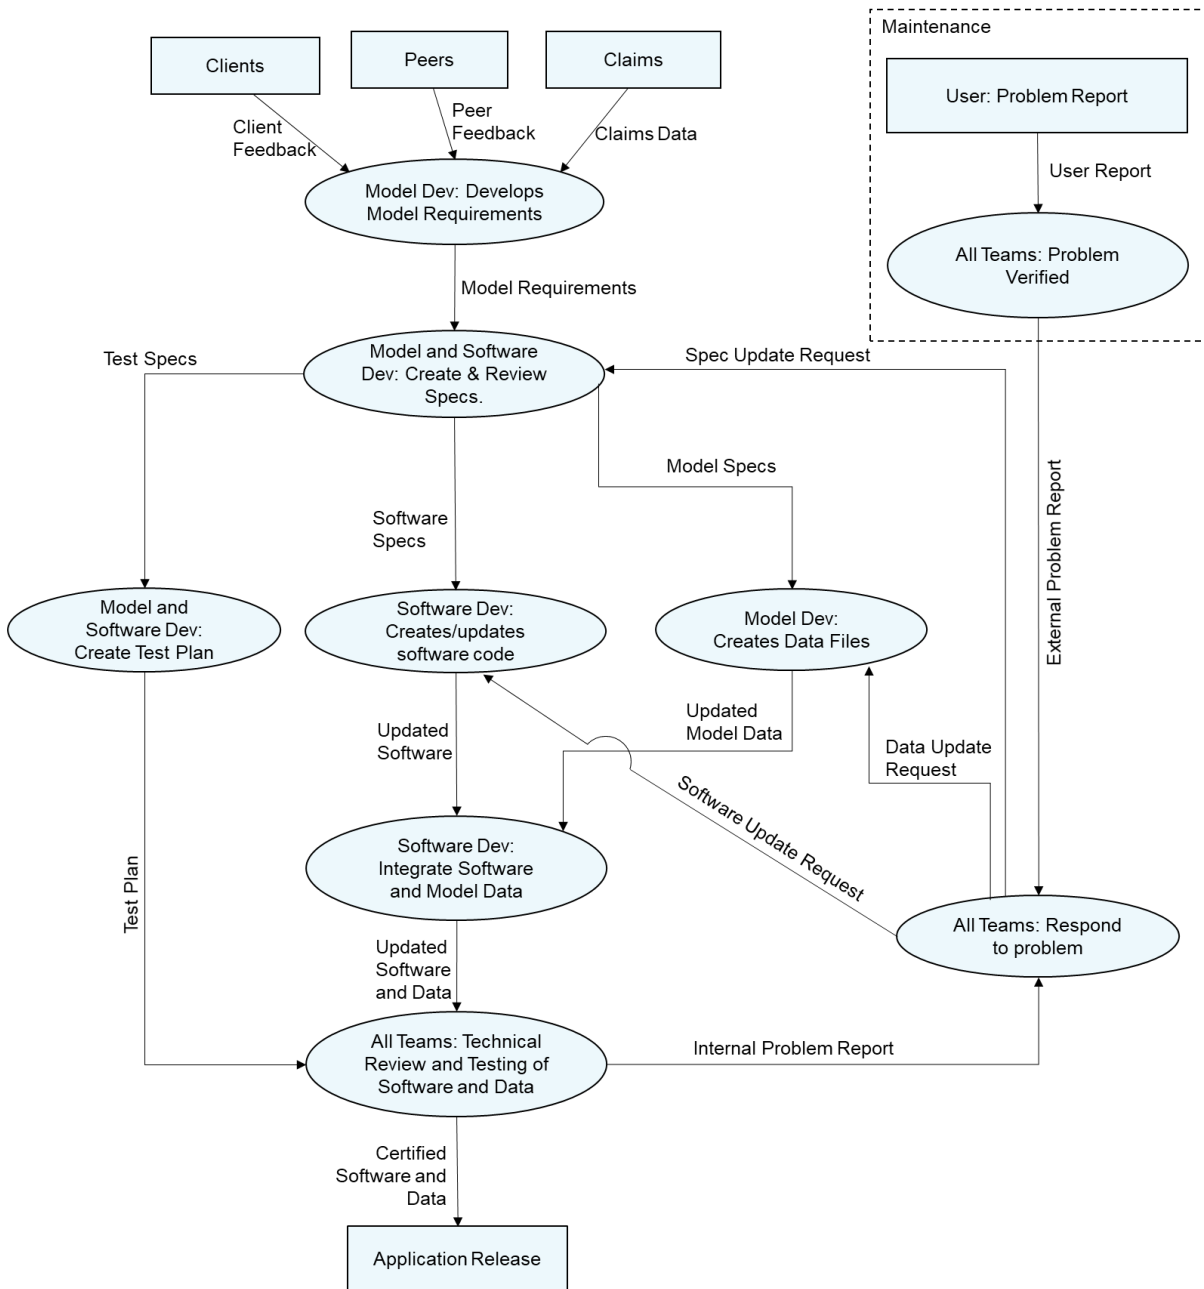 Maintenance
Clients
Peers
Claims
User: Problem Report
Client
Feedback
Peer
Feedback
Claims Data
User Report
Model Dev: Develops
Model Requirements
All Teams: Problem
Verified
Model Requirements
Test Specs
Model and Software
Dev: Create & Review
Specs.
Spec Update Request
Model Specs
Software
Specs
External Problem Report
Model and
Software Dev:
Create Test Plan
Software Dev:
Creates/updates
software code
Model Dev:
Creates Data Files
Updated
Software
Updated
Model Data
Data Update
Request
Software Update Request
Test Plan
Software Dev:
Integrate Software
and Model Data
All Teams: Respond
to problem
Updated
Software
and Data
All Teams: Technical
Review and Testing of
Software and Data
Internal Problem Report
Certified
Software and
Data
Application Release